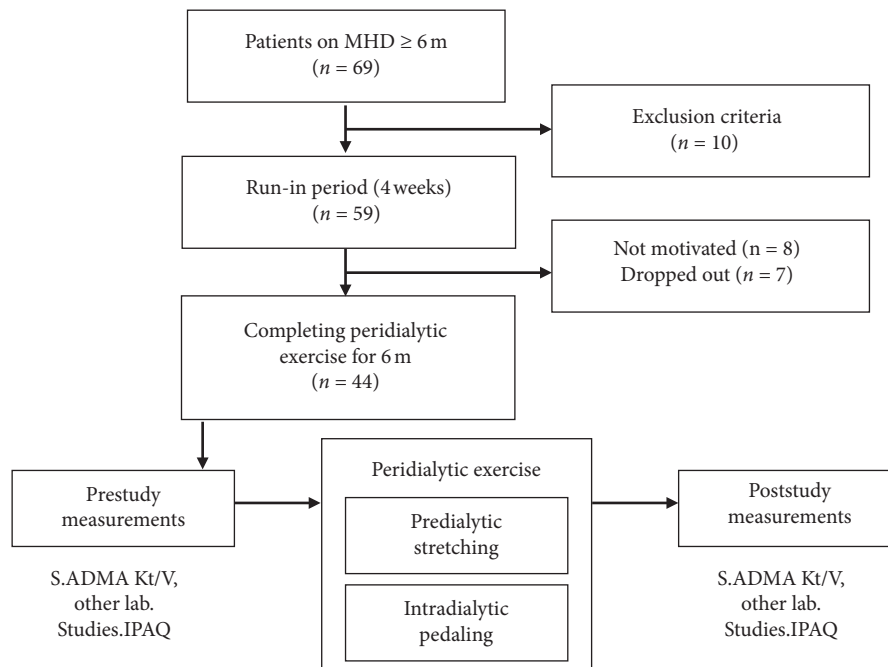 Patients on MHD ≥ 6 m
(n = 69)
Exclusion criteria
(n = 10)
Run-in period (4 weeks)
(n = 59)
Not motivated (n = 8)
Dropped out (n = 7)
Completing peridialytic
exercise for 6 m
(n = 44)
Prestudy
measurements
S.ADMA Kt/V,
other lab.
Studies.IPAQ
Peridialytic exercise
Predialytic
stretching
Intradialytic
pedaling
Poststudy
measurements
S.ADMA Kt/V,
other lab.
Studies.IPAQ